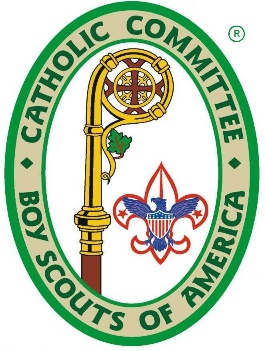 CATHOLIC COMMITTEE
BOY SCOUTS OF AMERICA
®